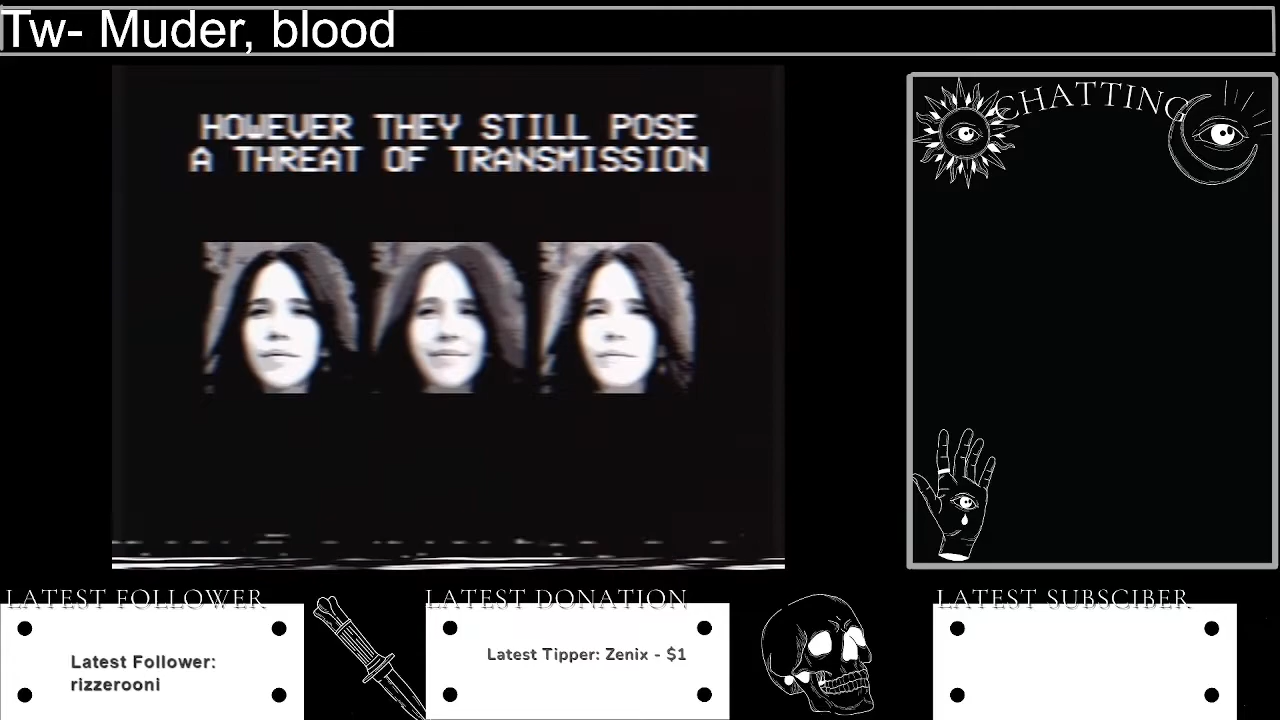 Tw- Muder, blood
HOWEVER THEY STILL POSE
A THREAT OF TRANSMISSION
CHATTING
LATEST FOLLOWER
LATEST DONATION
LATEST SUBSCIBER
Latest Follower:
rizzerooni
Latest Tipper: Zenix - $1